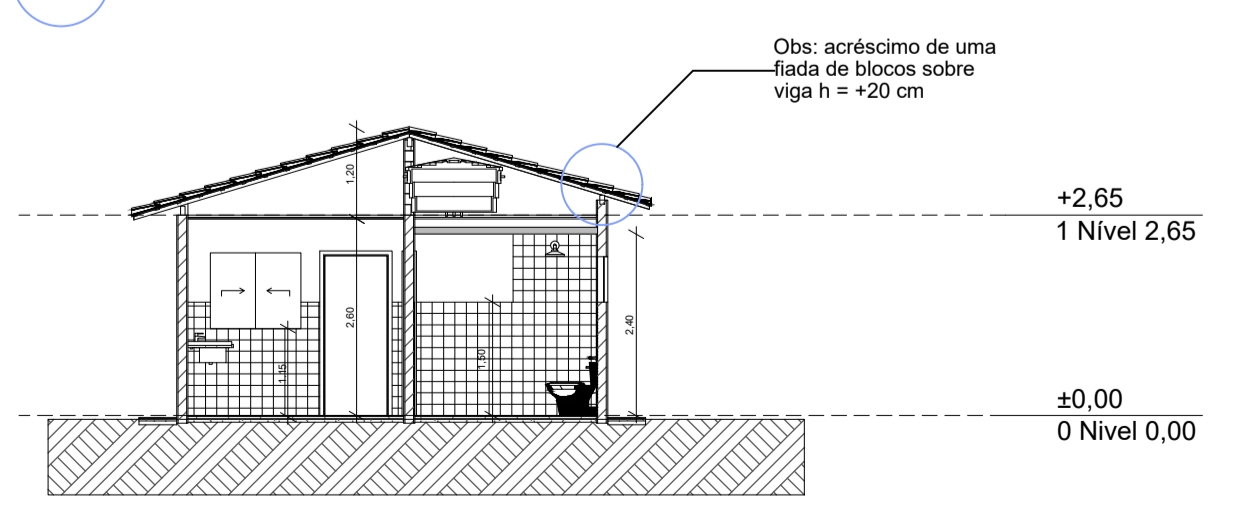 Obs: acréscimo de uma
fiada de blocos sobre
viga h = +20 cm
1,20
+2,65
1 Nível 2,65
2,60
2,40
1,15
1,50
±0,00
0 Nivel 0,00